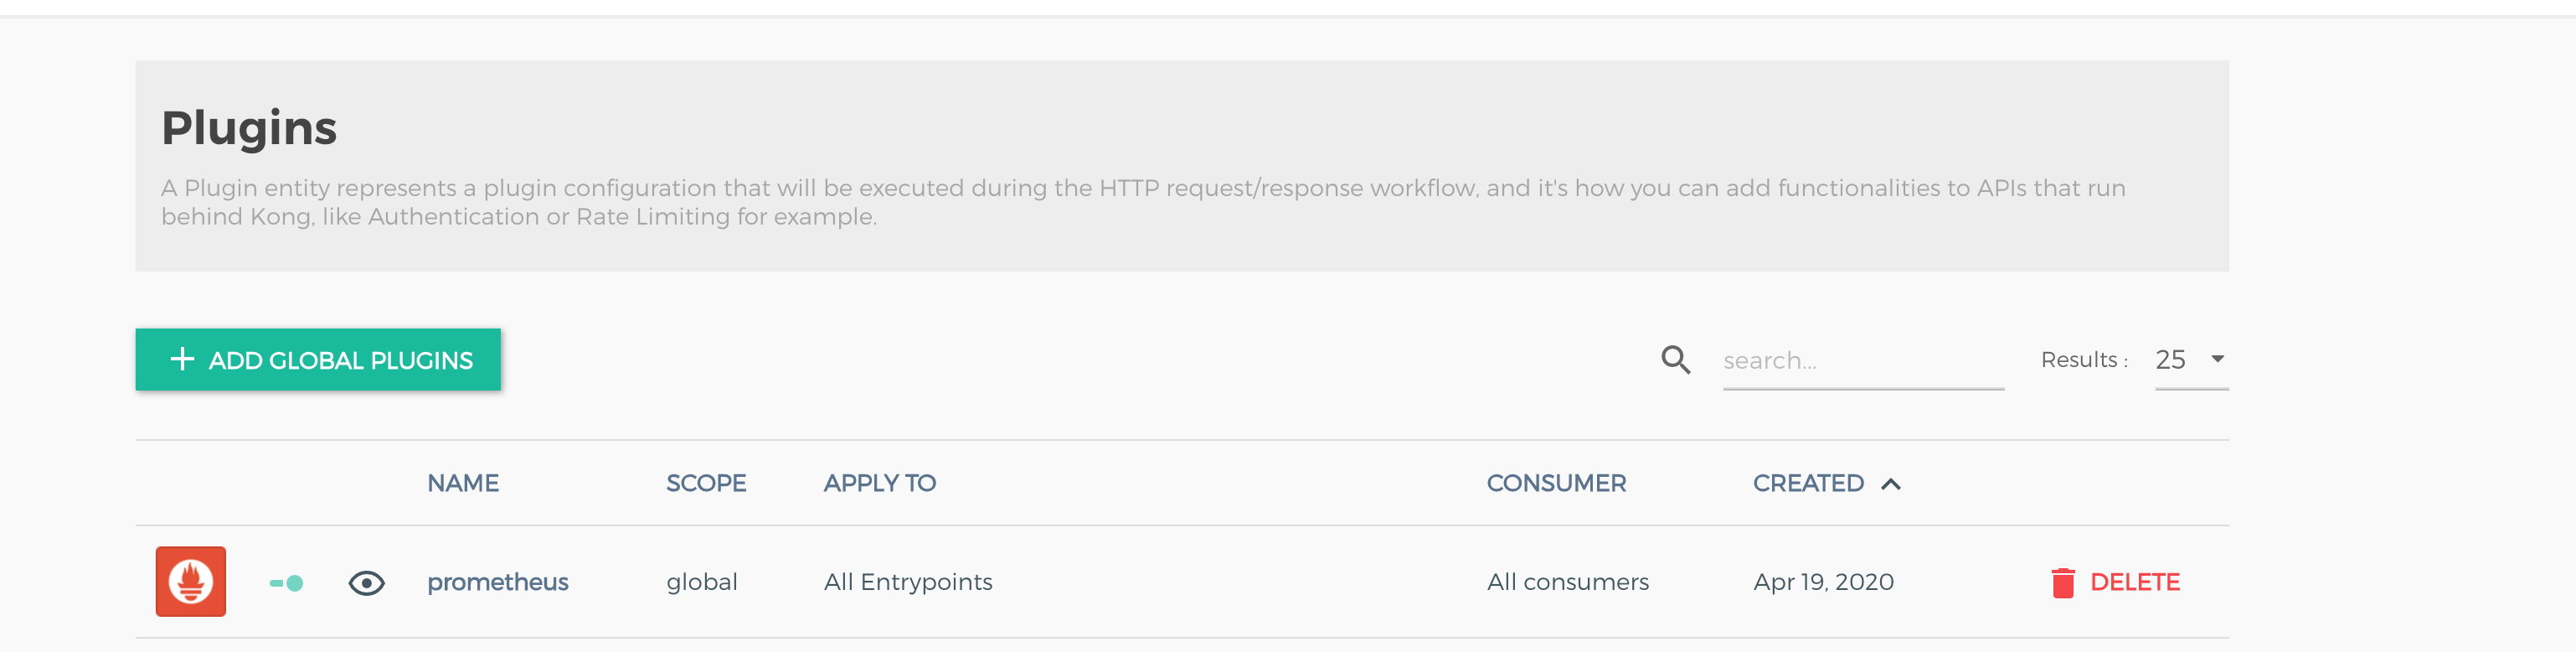 Plugins
A Plugin entity represents a plugin configuration that will be executed during the HTTP request/response workflow, and it's how you can add functionalities to APIs that run
behind Kong, like Authentication or Rate Limiting for example.
+ ADD GLOBAL PLUGINS search... Results : 25
NAME SCOPE APPLY TO CONSUMER CREATED
prometheus global All Entrypoints All consumers Apr 19, 2020 DELETE